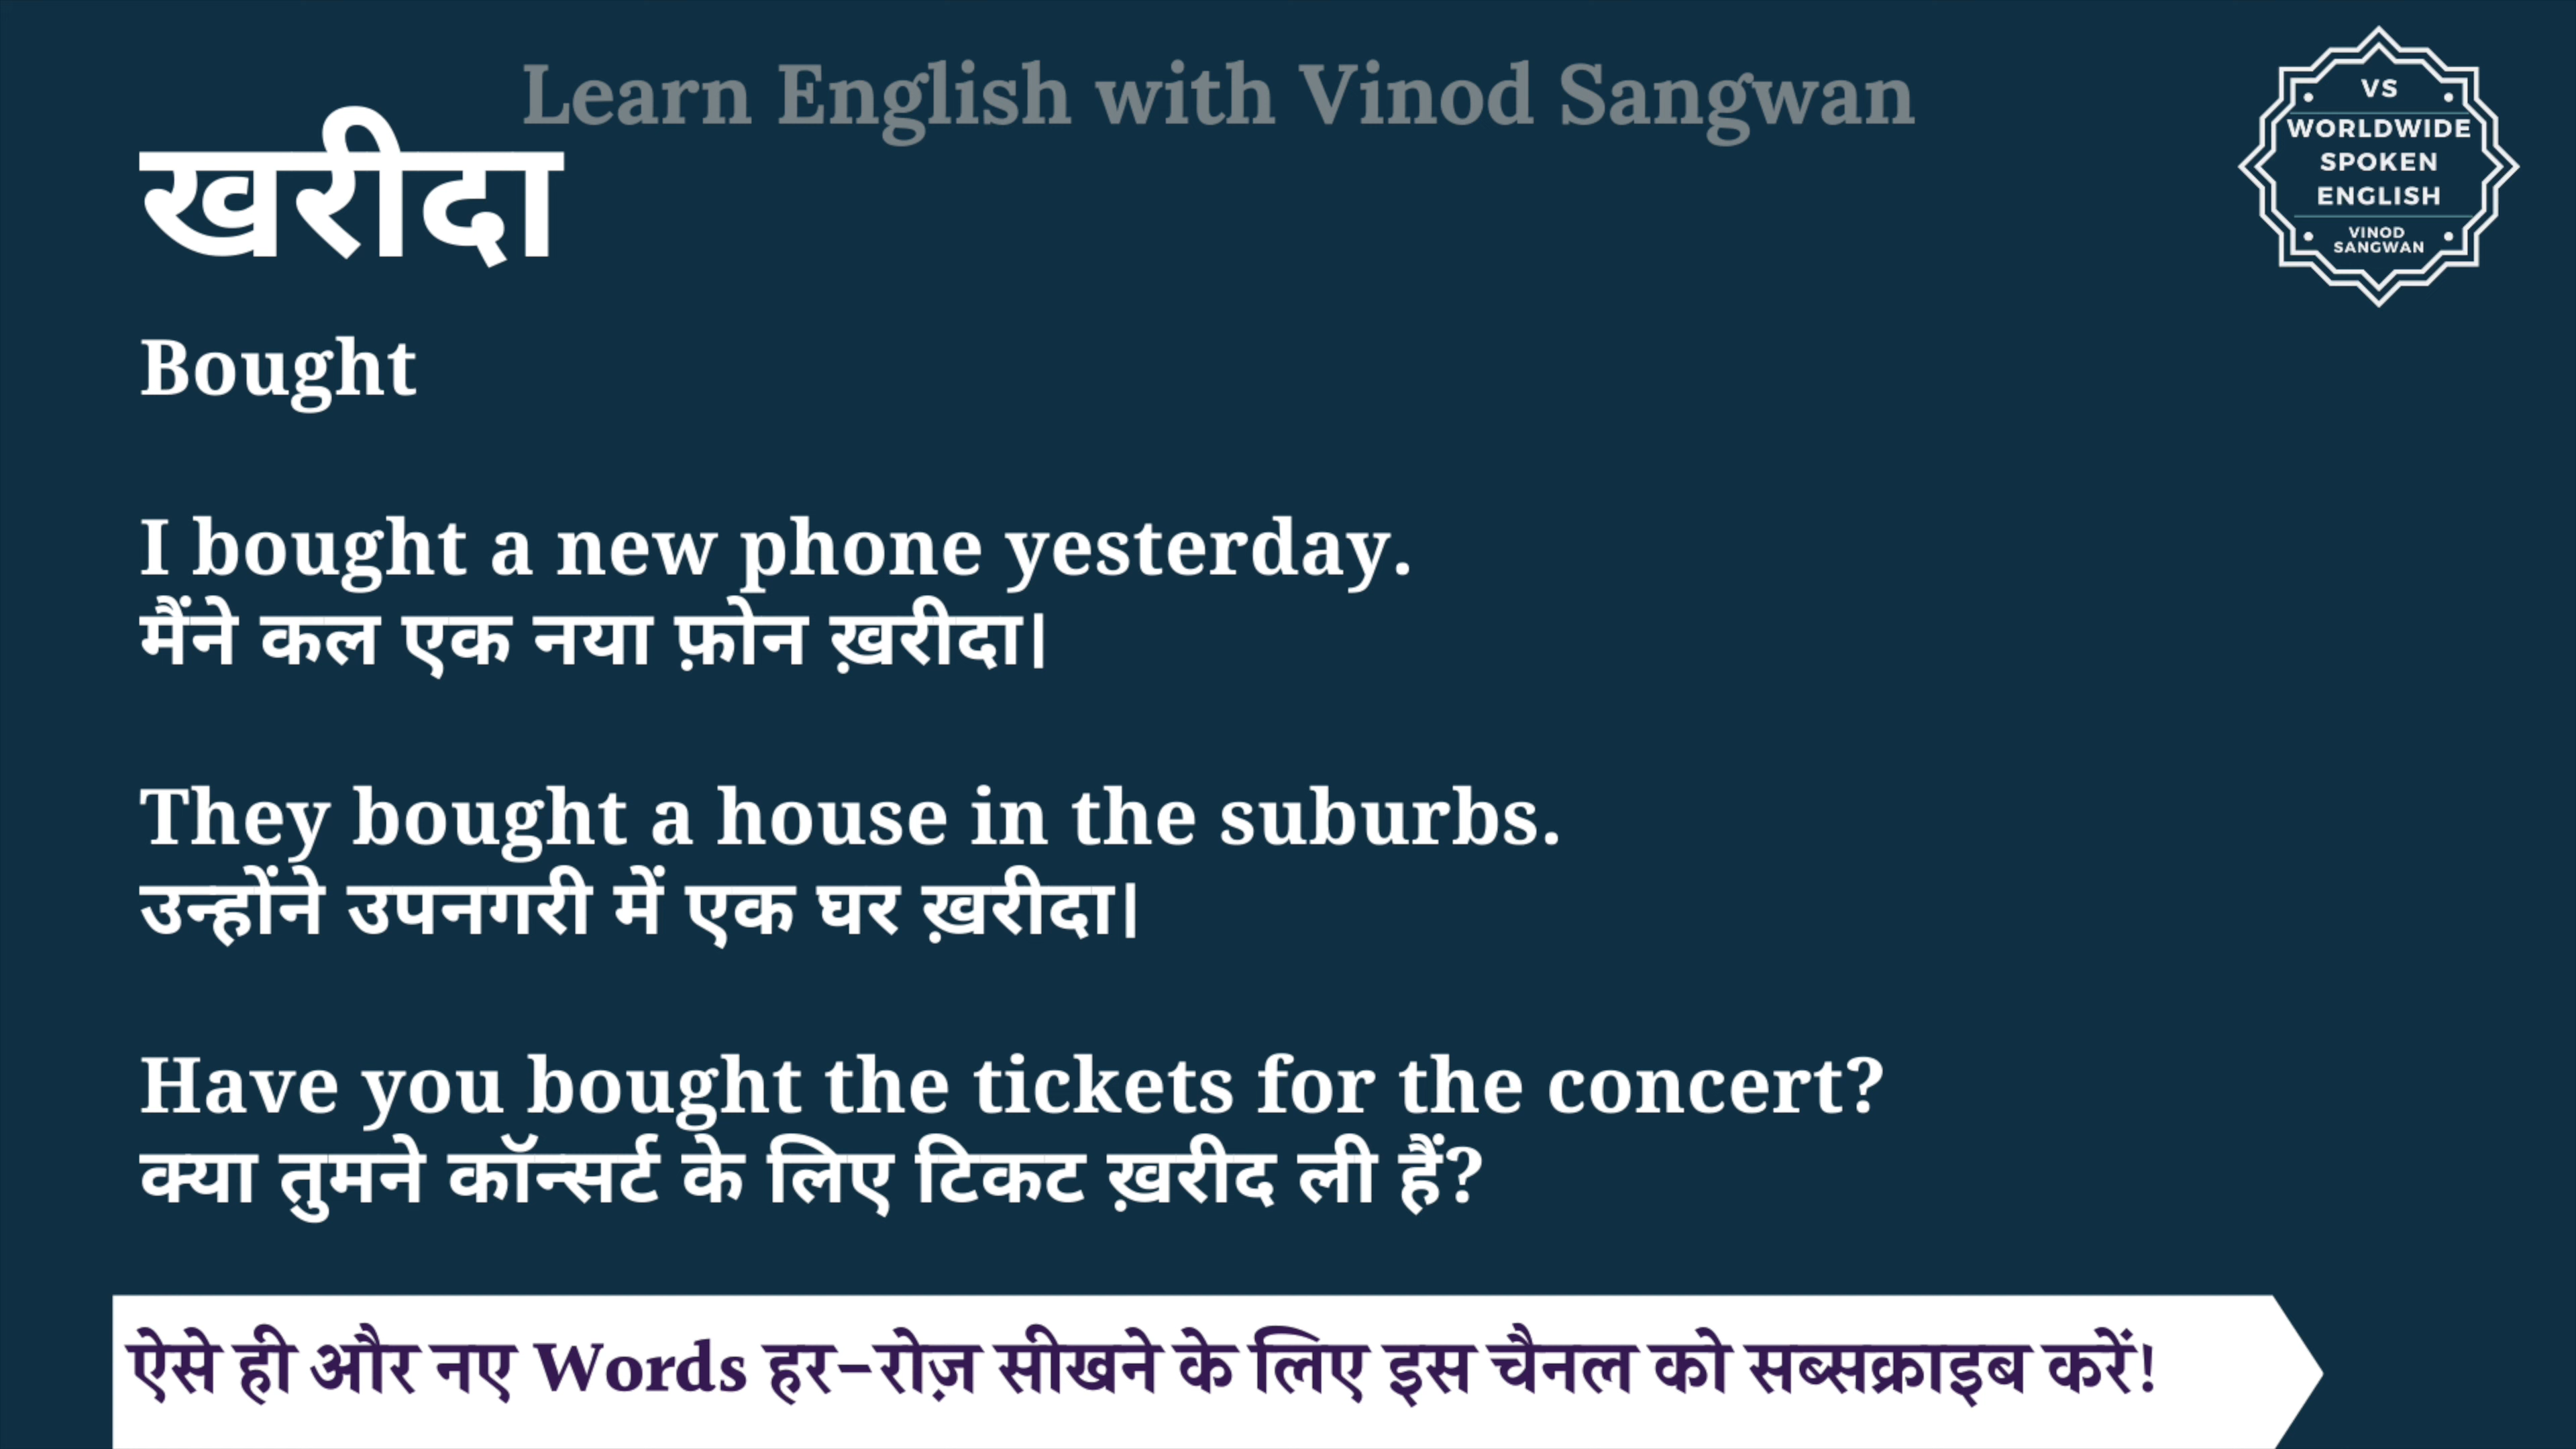 Learn English with Vinod Sangwan
VS
WORLDWIDE
SPOKEN
ENGLISH
VINOD
SANGWAN
खरीदा
Bought
I bought a new phone yesterday.
मैंने कल एक नया फ़ोन ख़रीदा।
They bought a house in the suburbs.
उन्होंने उपनगरी में एक घर ख़रीदा।
Have you bought the tickets for the concert?
क्या तुमने कॉन्सर्ट के लिए टिकट ख़रीद ली हैं?
ऐसे ही और नए Words हर-रोज़ सीखने के लिए इस चैनल को सब्सक्राइब करें!